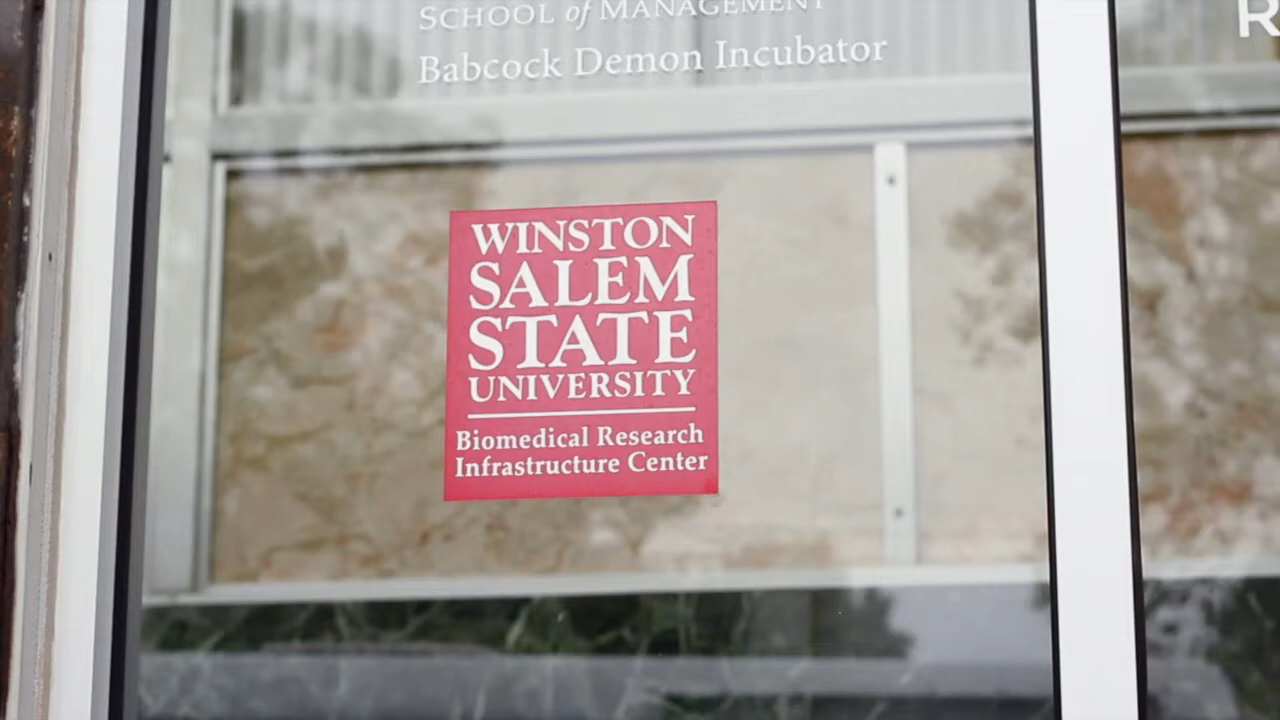 SCHOOL of MANAGEMENT
Babcock Demon Incubator
R
WINSTON
SALEM
STATE
UNIVERSITY
Biomedical Research
Infrastructure Center